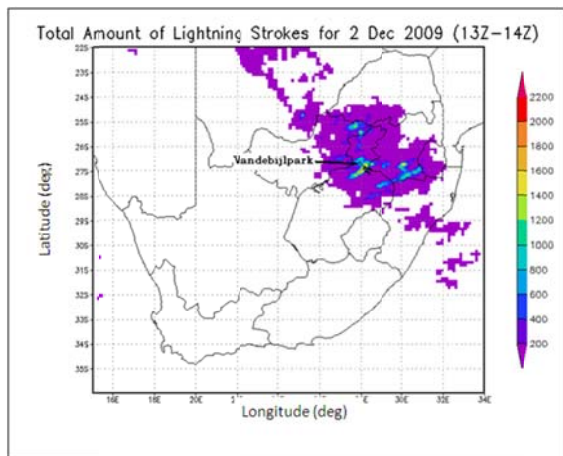 Total Amount of Lightning Strokes for 2 Dec 2009 (13Z-14Z)
22S
23S
24S
25S
26S
27S
28S
29S
30S
31S
32S
33S
34S
35S
Latitude (deg)
Vandebijlpark
2200
2000
1800
1600
1400
1200
1000
800
600
400
200
16E 18E 20E 30E 32E 34E
Longitude (deg)